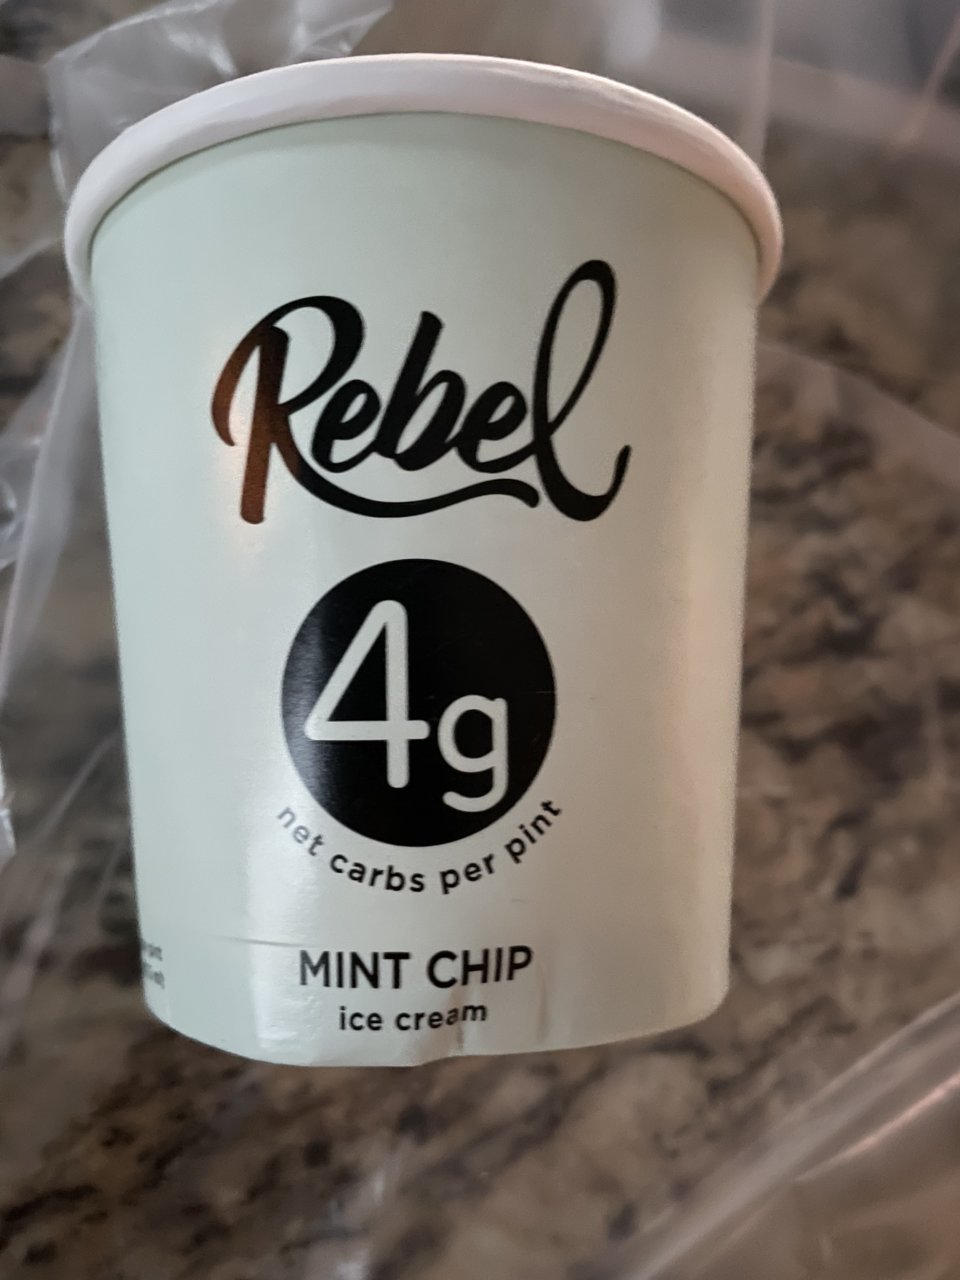 Rebel
4g
net carbs per pint
MINT CHIP
ice cream